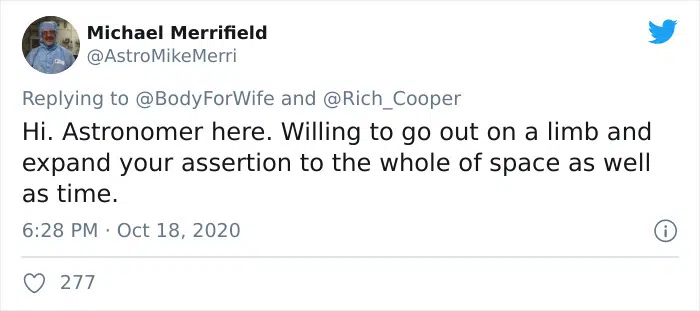 Michael Merrifield
@AstroMikeMerri
Replying to @BodyForWife and @Rich_Cooper
Hi. Astronomer here. Willing to go out on a limb and
expand your assertion to the whole of space as well
as time.
6:28 PM · Oct 18, 2020
277